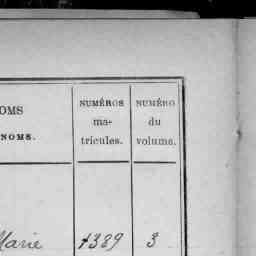 OMS NUMÉROS NUMÉRO
ma- du
NOMS. tricules. volume.
Marie 1389 3